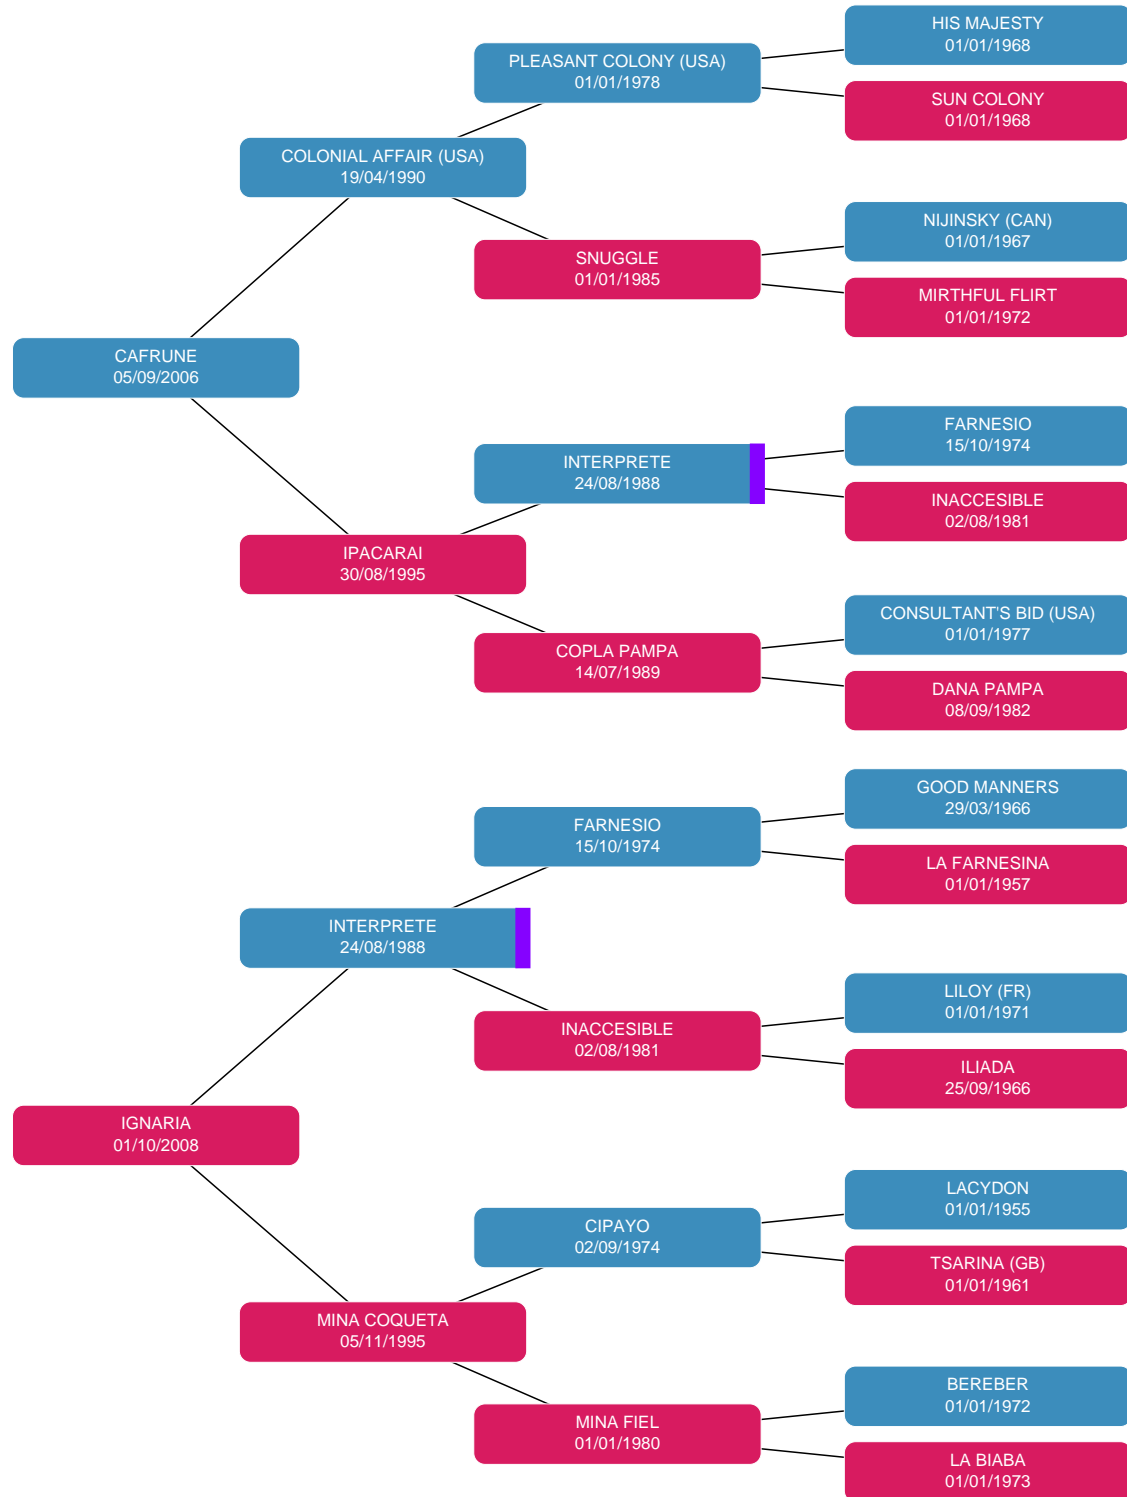 HIS MAJESTY
01/01/1968
PLEASANT COLONY (USA)
01/01/1978
SUN COLONY
01/01/1968
COLONIAL AFFAIR (USA)
19/04/1990
NIJINSKY (CAN)
01/01/1967
SNUGGLE
01/01/1985
MIRTHFUL FLIRT
01/01/1972
CAFRUNE
05/09/2006
FARNESIO
15/10/1974
INTERPRETE
24/08/1988
INACCESIBLE
02/08/1981
IPACARAI
30/08/1995
CONSULTANT'S BID (USA)
01/01/1977
COPLA PAMPA
14/07/1989
DANA PAMPA
08/09/1982
GOOD MANNERS
29/03/1966
FARNESIO
15/10/1974
LA FARNESINA
01/01/1957
INTERPRETE
24/08/1988
LILOY (FR)
01/01/1971
INACCESIBLE
02/08/1981
ILIADA
25/09/1966
IGNARIA
01/10/2008
LACYDON
01/01/1955
CIPAYO
02/09/1974
TSARINA (GB)
01/01/1961
MINA COQUETA
05/11/1995
BEREBER
01/01/1972
MINA FIEL
01/01/1980
LA BIABA
01/01/1973